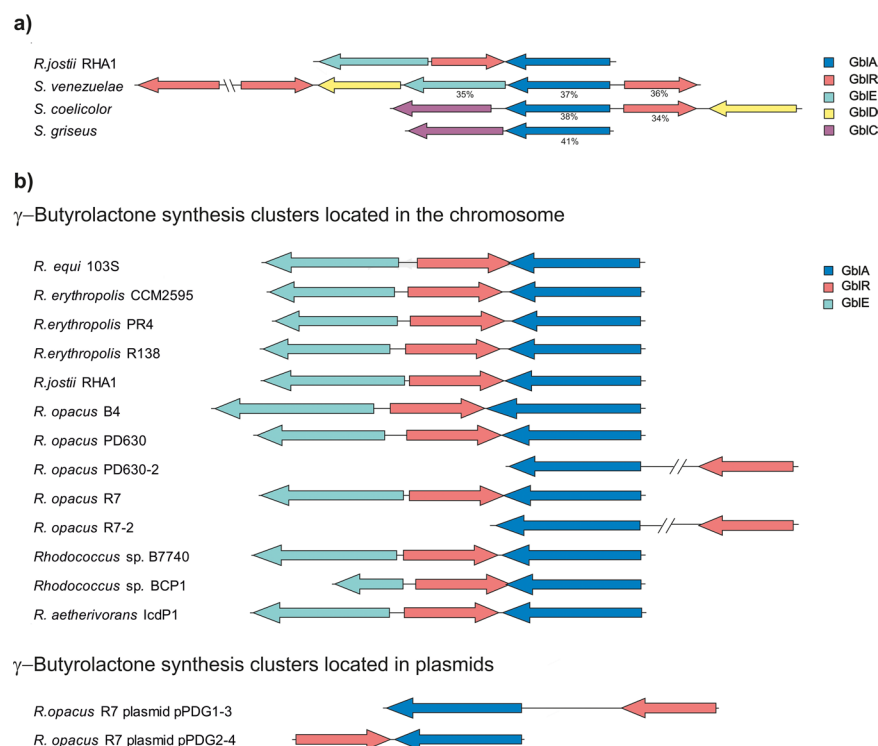 a)
R.jostii RHA1
S. venezuelae
S. coelicolor
S. griseus
35%
37%
36%
38%
34%
41%
GblA
GblR
GblE
GblD
GblC
b)
γ–Butyrolactone synthesis clusters located in the chromosome
R. equi 103S
R. erythropolis CCM2595
R.erythropolis PR4
R.erythropolis R138
R.jostii RHA1
R. opacus B4
R. opacus PD630
R. opacus PD630-2
R. opacus R7
R. opacus R7-2
Rhodococcus sp. B7740
Rhodococcus sp. BCP1
R. aetherivorans IcdP1
GblA
GblR
GblE
γ–Butyrolactone synthesis clusters located in plasmids
R.opacus R7 plasmid pPDG1-3
R. opacus R7 plasmid pPDG2-4